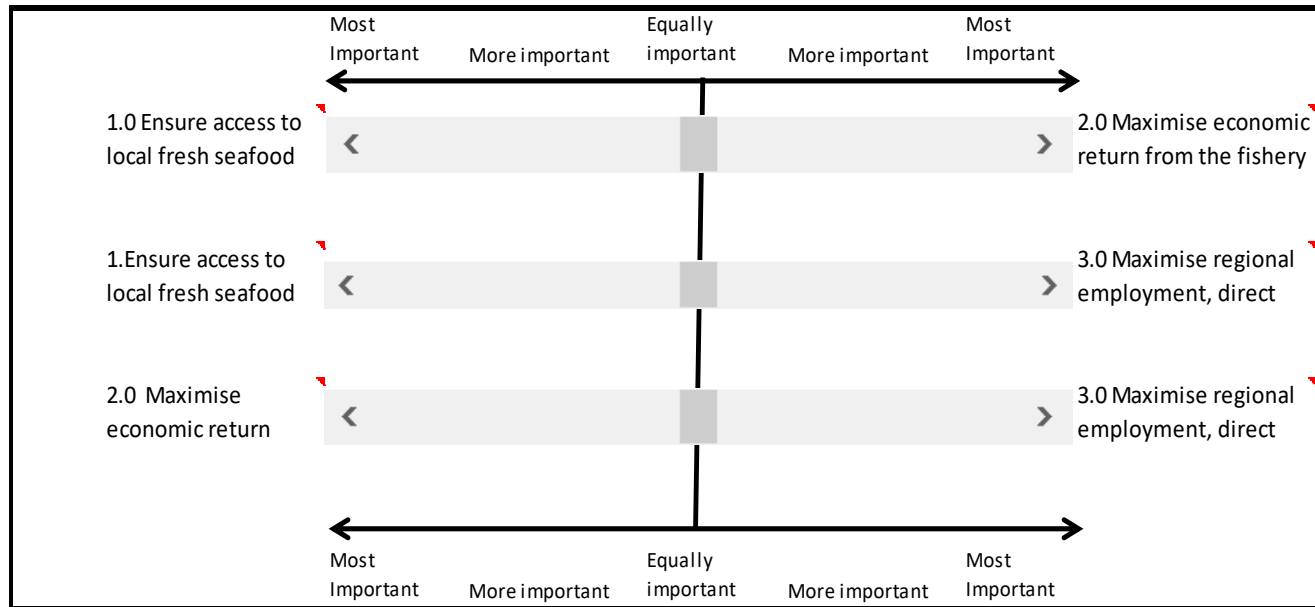 Most Equally Most
Important More important important More important Important
1.0 Ensure access to
local fresh seafood
2.0 Maximise economic
return from the fishery
1.Ensure access to
local fresh seafood
3.0 Maximise regional
employment, direct
2.0 Maximise
economic return
3.0 Maximise regional
employment, direct
Most Equally Most
Important More important important More important Important